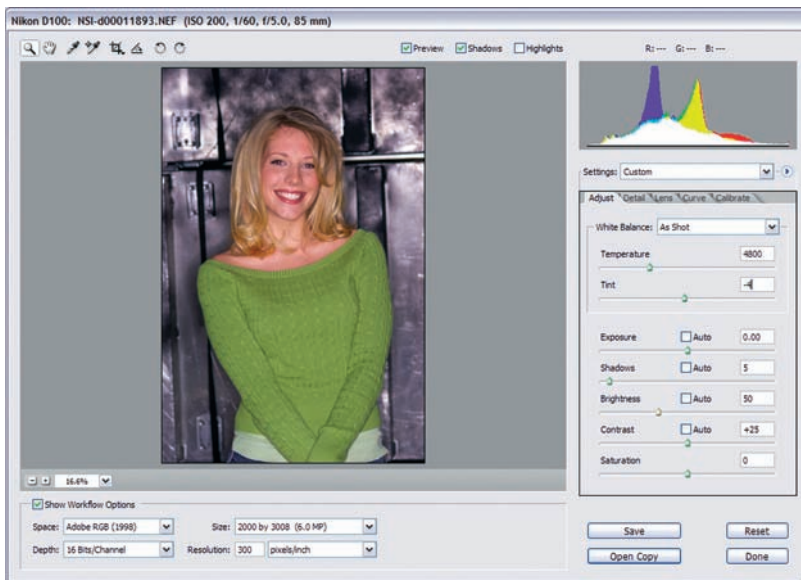 Nikon D100: NSI-d00011893.NEF (ISO 200, 1/60, f/5.0, 85 mm)
Preview Shadows Highlights R: --- G: --- B: ---
Settings: Custom
Adjust Detail Lens Curve Calibrate
White Balance: As Shot
Temperature 4800
Tint -4
Exposure Auto 0.00
Shadows Auto 5
Brightness Auto 50
Contrast Auto +25
Saturation 0
16.6%
Show Workflow Options
Space: Adobe RGB (1998) Size: 2000 by 3008 (6.0 MP)
Depth: 16 Bits/Channel Resolution: 300 pixels/inch
Save Reset
Open Copy Done